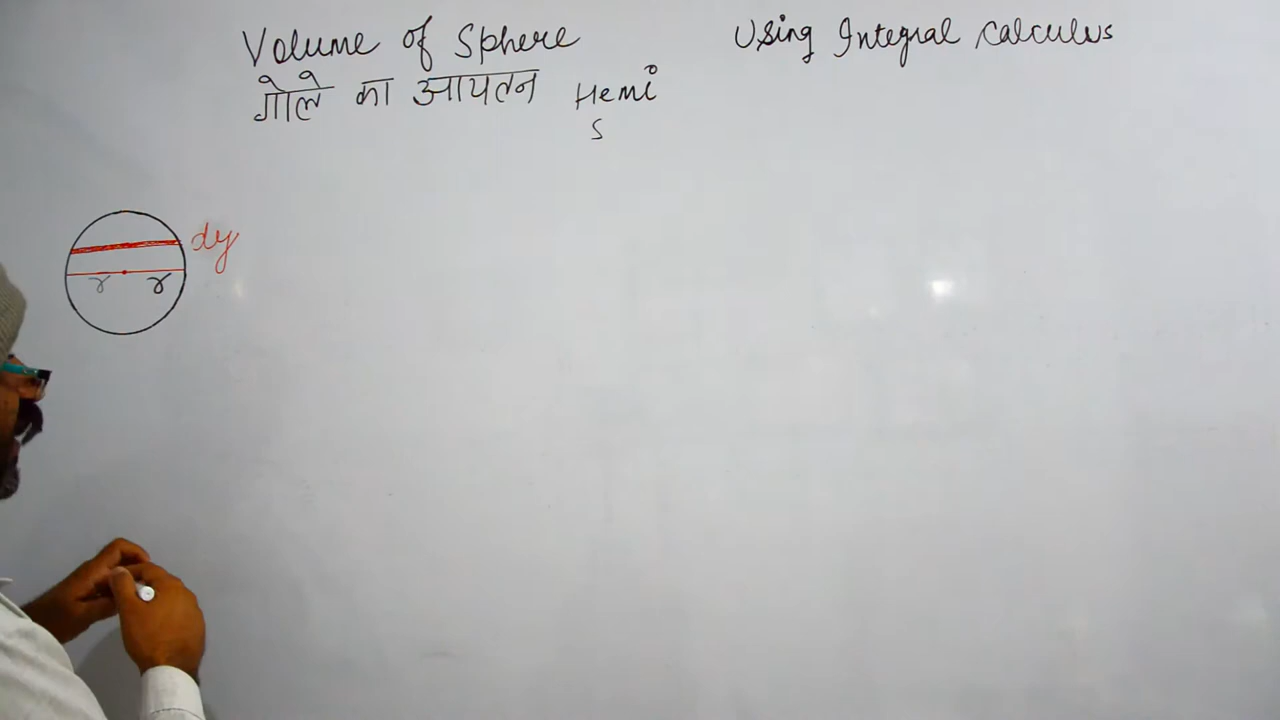 Volume of Sphere
Using Integral Calculus
गोले का आयतन Hemi
S
dy
r r